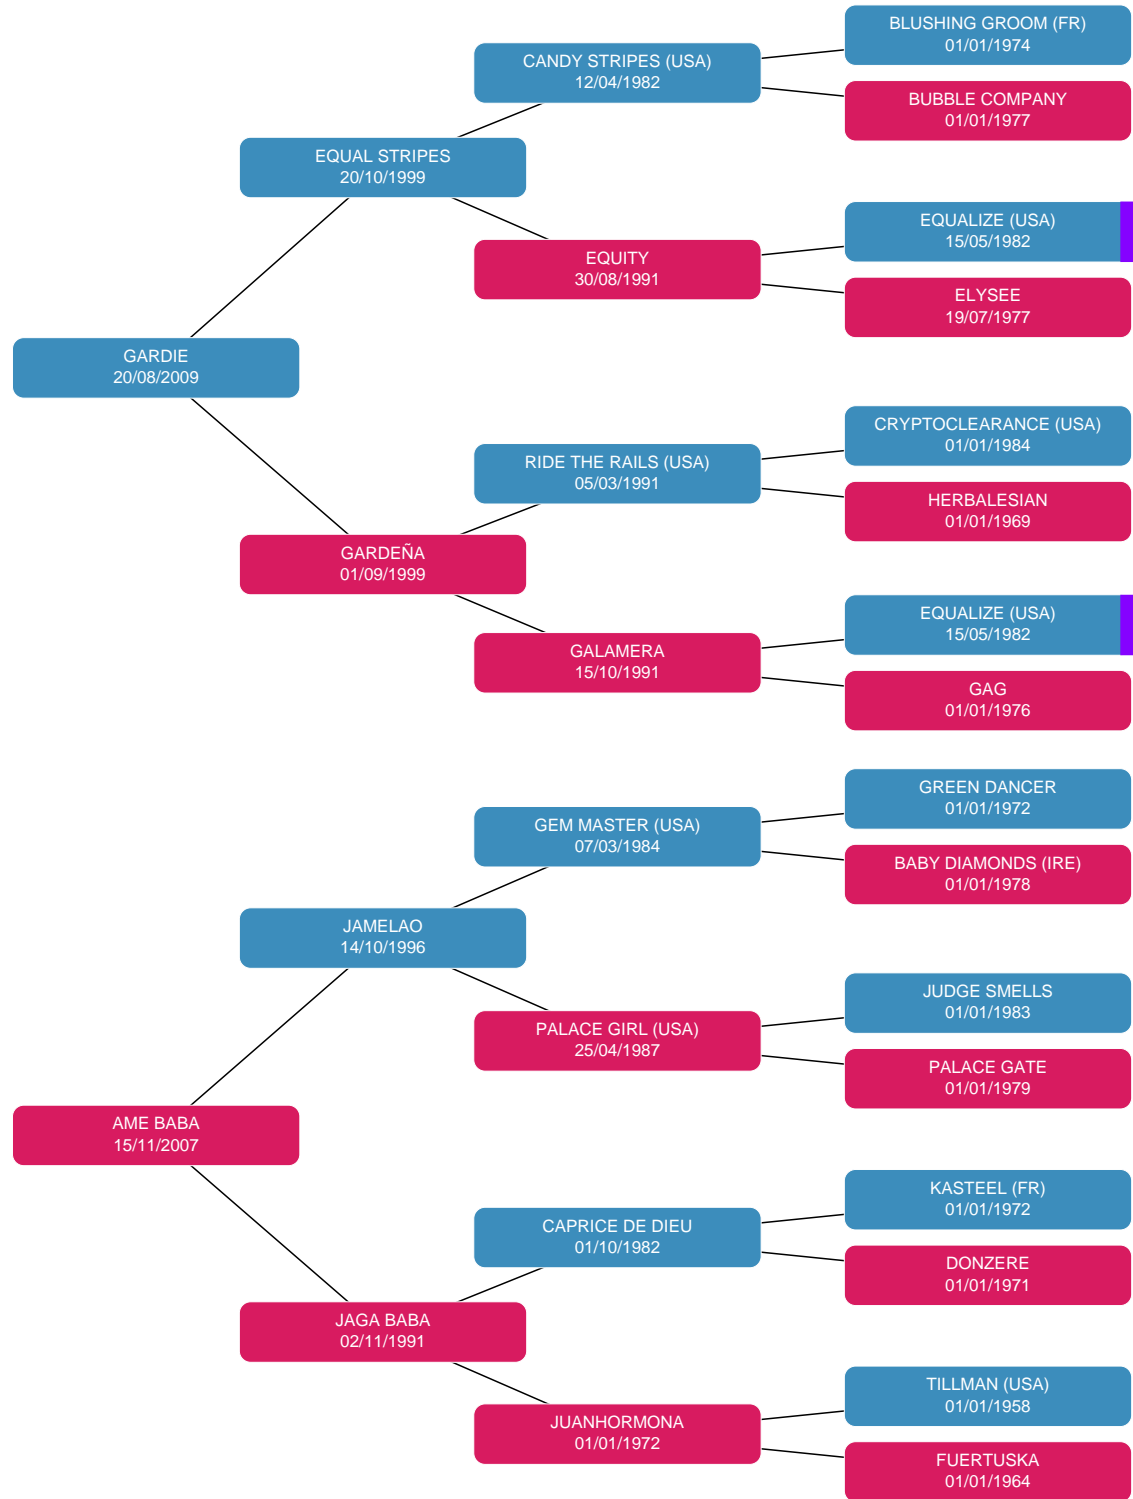 BLUSHING GROOM (FR)
01/01/1974
CANDY STRIPES (USA)
12/04/1982
BUBBLE COMPANY
01/01/1977
EQUAL STRIPES
20/10/1999
EQUALIZE (USA)
15/05/1982
EQUITY
30/08/1991
ELYSEE
19/07/1977
GARDIE
20/08/2009
CRYPTOCLEARANCE (USA)
01/01/1984
RIDE THE RAILS (USA)
05/03/1991
HERBALESIAN
01/01/1969
GARDEÑA
01/09/1999
EQUALIZE (USA)
15/05/1982
GALAMERA
15/10/1991
GAG
01/01/1976
GREEN DANCER
01/01/1972
GEM MASTER (USA)
07/03/1984
BABY DIAMONDS (IRE)
01/01/1978
JAMELAO
14/10/1996
JUDGE SMELLS
01/01/1983
PALACE GIRL (USA)
25/04/1987
PALACE GATE
01/01/1979
AME BABA
15/11/2007
KASTEEL (FR)
01/01/1972
CAPRICE DE DIEU
01/10/1982
DONZERE
01/01/1971
JAGA BABA
02/11/1991
TILLMAN (USA)
01/01/1958
JUANHORMONA
01/01/1972
FUERTUSKA
01/01/1964